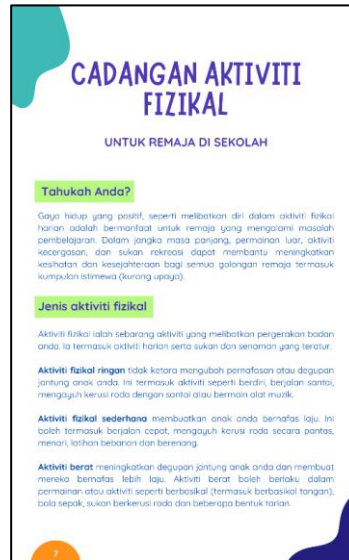 CADANGAN AKTIVITI
FIZIKAL
UNTUK REMAJA DI SEKOLAH
Tahukah Anda?
Gaya hidup yang positif, seperti melibatkan diri dalam aktiviti fizikal
harian adalah bermanfaat untuk remaja yang mengalami masalah
pembelajaran. Dalam jangka masa panjang, permainan luar, aktiviti
kecergasan, dan sukan rekreasi dapat membantu meningkatkan
kesihatan dan kesejahteraan bagi semua golongan remaja termasuk
kumpulan istimewa (kurang upaya).
Jenis aktiviti fizikal
Aktiviti fizikal ialah sebarang aktiviti yang melibatkan pergerakan badan
anda. Ia termasuk aktiviti harian serta sukan dan senaman yang teratur.
Aktiviti fizikal ringan tidak ketara mengubah pernafasan atau degupan
jantung anak anda. Ini termasuk aktiviti seperti berdiri, berjalan santai,
mengayuh kerusi roda dengan santai atau bermain alat muzik.
Aktiviti fizikal sederhana membuatkan anak anda bernafas laju. Ini
boleh termasuk berjalan cepat, mengayuh kerusi roda secara pantas,
menari, latihan bebanan dan berenang.
Aktiviti berat meningkatkan degupan jantung anak anda dan membuat
mereka bernafas lebih laju. Aktiviti berat boleh berlaku dalam
permainan atau aktiviti seperti berbasikal (termasuk berbasikal tangan),
bola sepak, sukan berkerusi roda dan beberapa bentuk tarian.
7